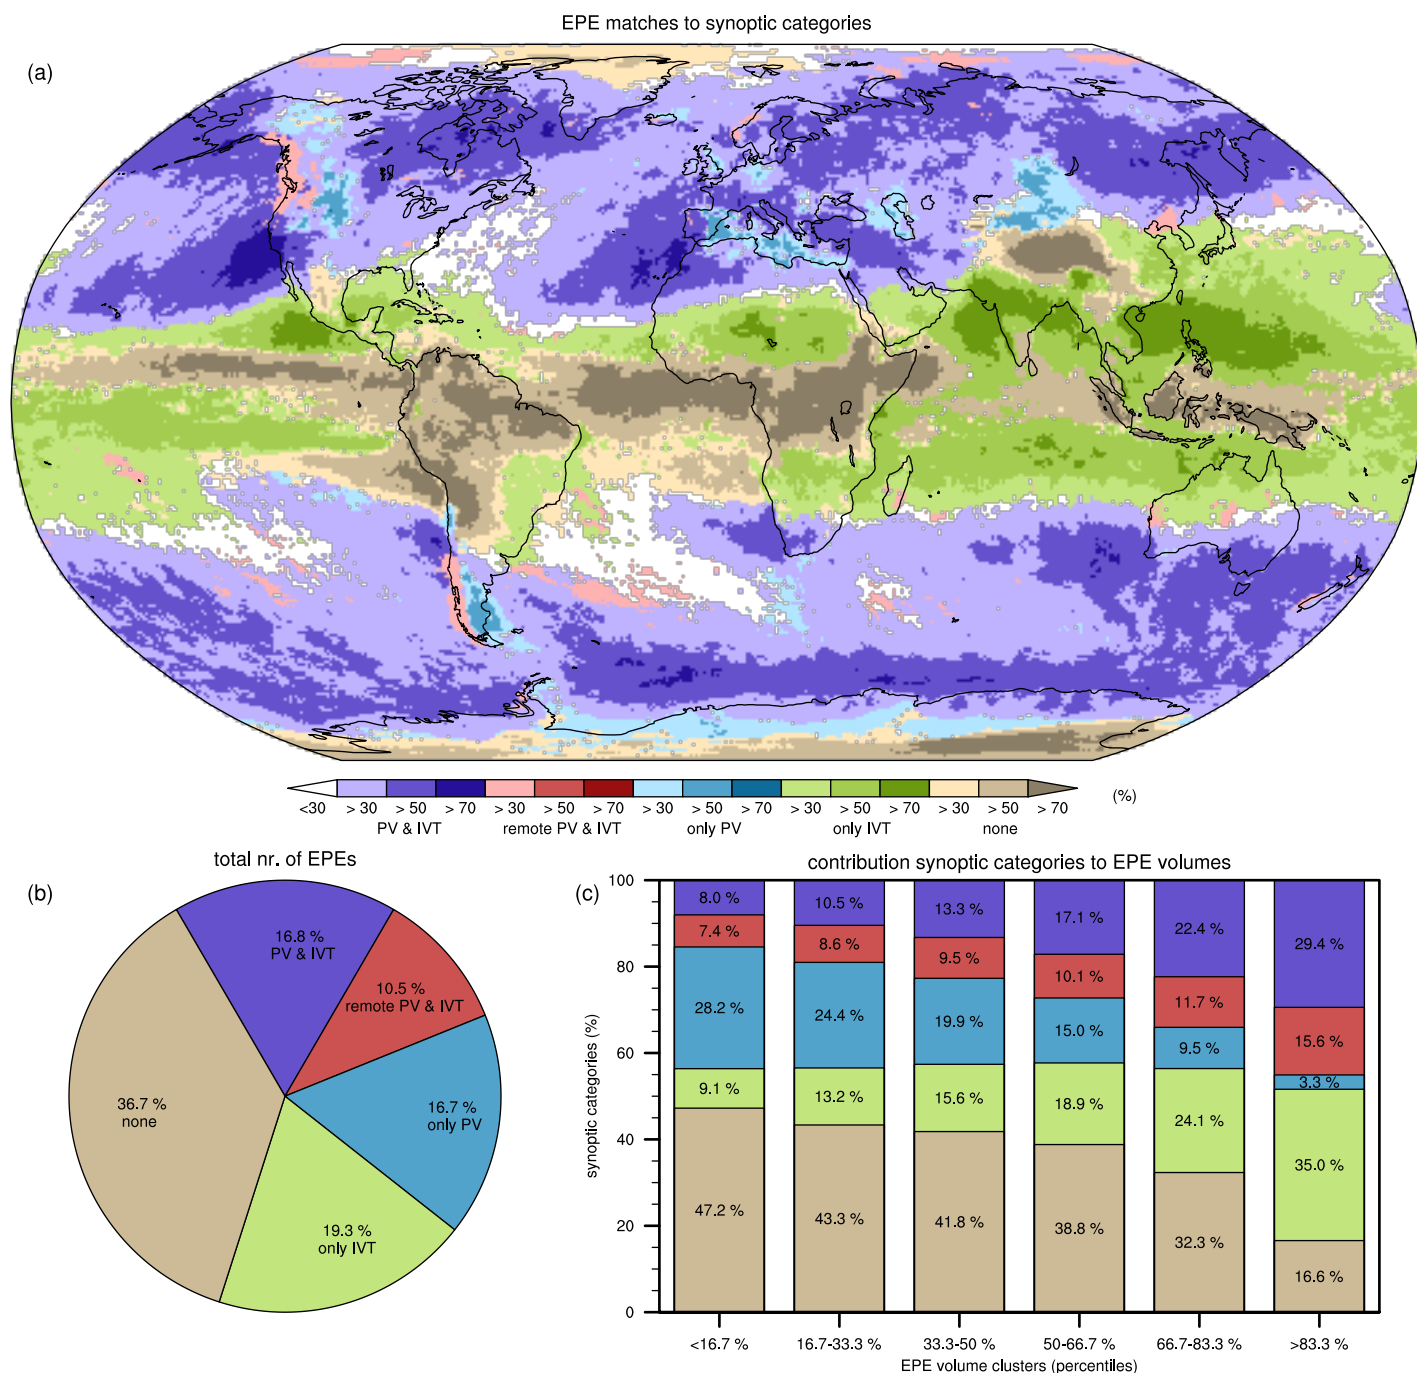 EPE matches to synoptic categories
(a)
<30 > 30 > 50 > 70 > 30 > 50 > 70 > 30 > 50 > 70 > 30 > 50 > 70 > 30 > 50 > 70 (%)
PV & IVT remote PV & IVT only PV only IVT none
total nr. of EPEs
(b)
16.8 %
PV & IVT
10.5 %
remote PV & IVT
16.7 %
only PV
19.3 %
only IVT
36.7 %
none
contribution synoptic categories to EPE volumes
(c)
synoptic categories (%)
100
80
60
40
20
0
8.0 % 10.5 % 13.3 % 17.1 % 22.4 % 29.4 %
7.4 % 8.6 % 9.5 % 10.1 % 11.7 % 15.6 %
28.2 % 24.4 % 19.9 % 15.0 % 9.5 % 3.3 %
9.1 % 13.2 % 15.6 % 18.9 % 24.1 % 35.0 %
47.2 % 43.3 % 41.8 % 38.8 % 32.3 % 16.6 %
<16.7 % 16.7-33.3 % 33.3-50 % 50-66.7 % 66.7-83.3 % >83.3 %
EPE volume clusters (percentiles)